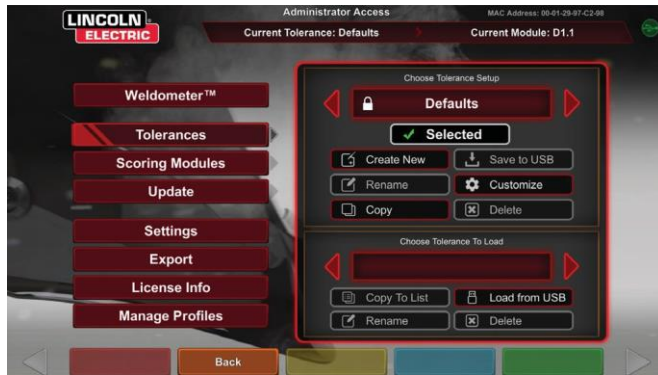 LINCOLN
ELECTRIC
Administrator Access
MAC Address: 00-01-29-97-C2-98
Current Tolerance: Defaults
Current Module: D1.1
Weldometer™
Tolerances
Scoring Modules
Update
Settings
Export
License Info
Manage Profiles
Choose Tolerance Setup
Defaults
Selected
Create New
Save to USB
Rename
Customize
Copy
Delete
Choose Tolerance To Load
Copy To List
Load from USB
Rename
Delete
Back